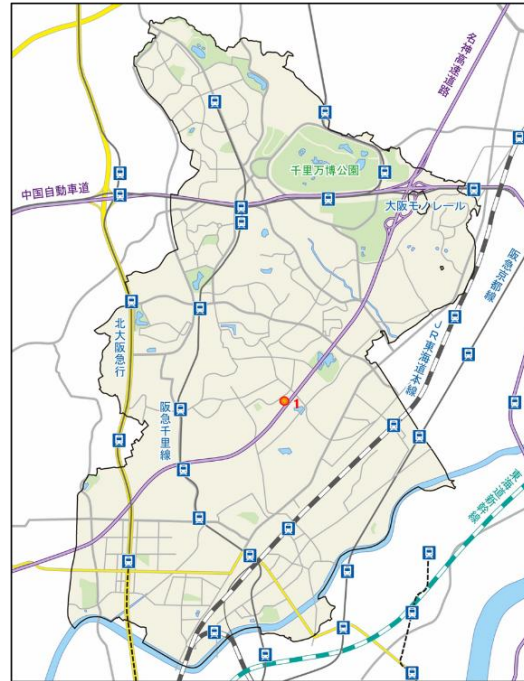 名神高速道路
千里万博公園
中国自動車道
大阪モノレール
阪急京都線
JR東海道本線
北大阪急行
阪急千里線
1
東海道新幹線